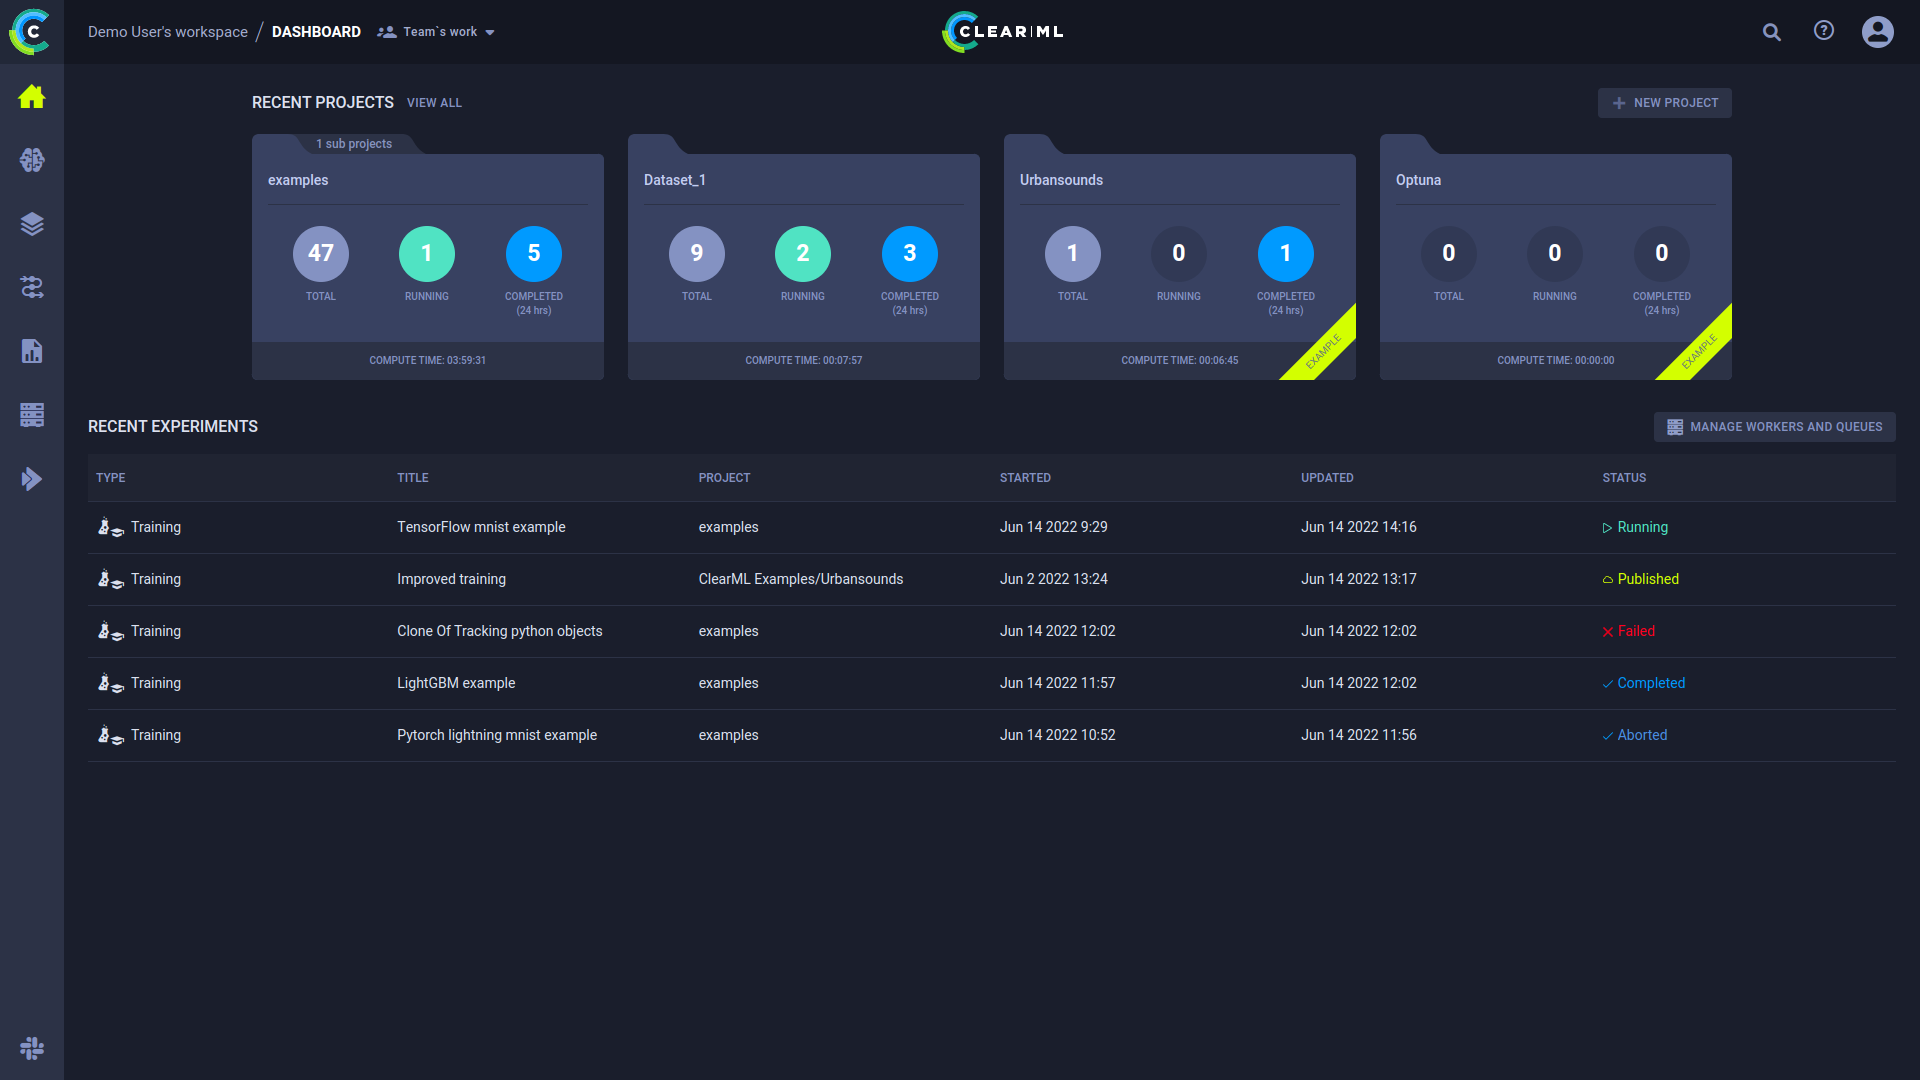 Demo User's workspace / DASHBOARD Team`s work
CLEAR|ML
RECENT PROJECTS VIEW ALL
NEW PROJECT
1 sub projects
examples
47 1 5
TOTAL RUNNING COMPLETED
(24 hrs)
COMPUTE TIME: 03:59:31
Dataset_1
9 2 3
TOTAL RUNNING COMPLETED
(24 hrs)
COMPUTE TIME: 00:07:57
Urbansounds
1 0 1
TOTAL RUNNING COMPLETED
(24 hrs)
COMPUTE TIME: 00:06:45
EXAMPLE
Optuna
0 0 0
TOTAL RUNNING COMPLETED
(24 hrs)
COMPUTE TIME: 00:00:00
EXAMPLE
RECENT EXPERIMENTS
MANAGE WORKERS AND QUEUES
TYPE TITLE PROJECT STARTED UPDATED STATUS
Training TensorFlow mnist example examples Jun 14 2022 9:29 Jun 14 2022 14:16 Running
Training Improved training ClearML Examples/Urbansounds Jun 2 2022 13:24 Jun 14 2022 13:17 Published
Training Clone Of Tracking python objects examples Jun 14 2022 12:02 Jun 14 2022 12:02 Failed
Training LightGBM example examples Jun 14 2022 11:57 Jun 14 2022 12:02 Completed
Training Pytorch lightning mnist example examples Jun 14 2022 10:52 Jun 14 2022 11:56 Aborted